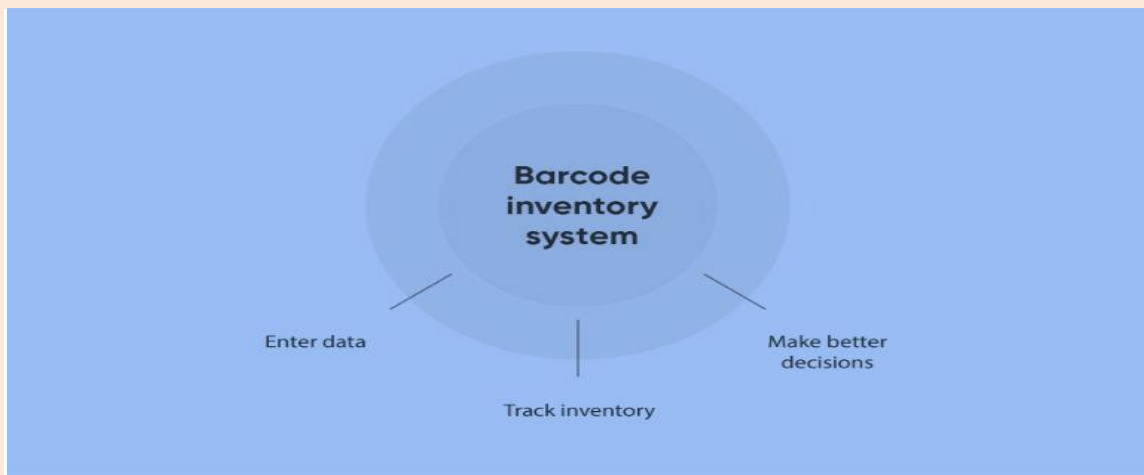 Barcode
inventory
system
Enter data
Track inventory
Make better
decisions